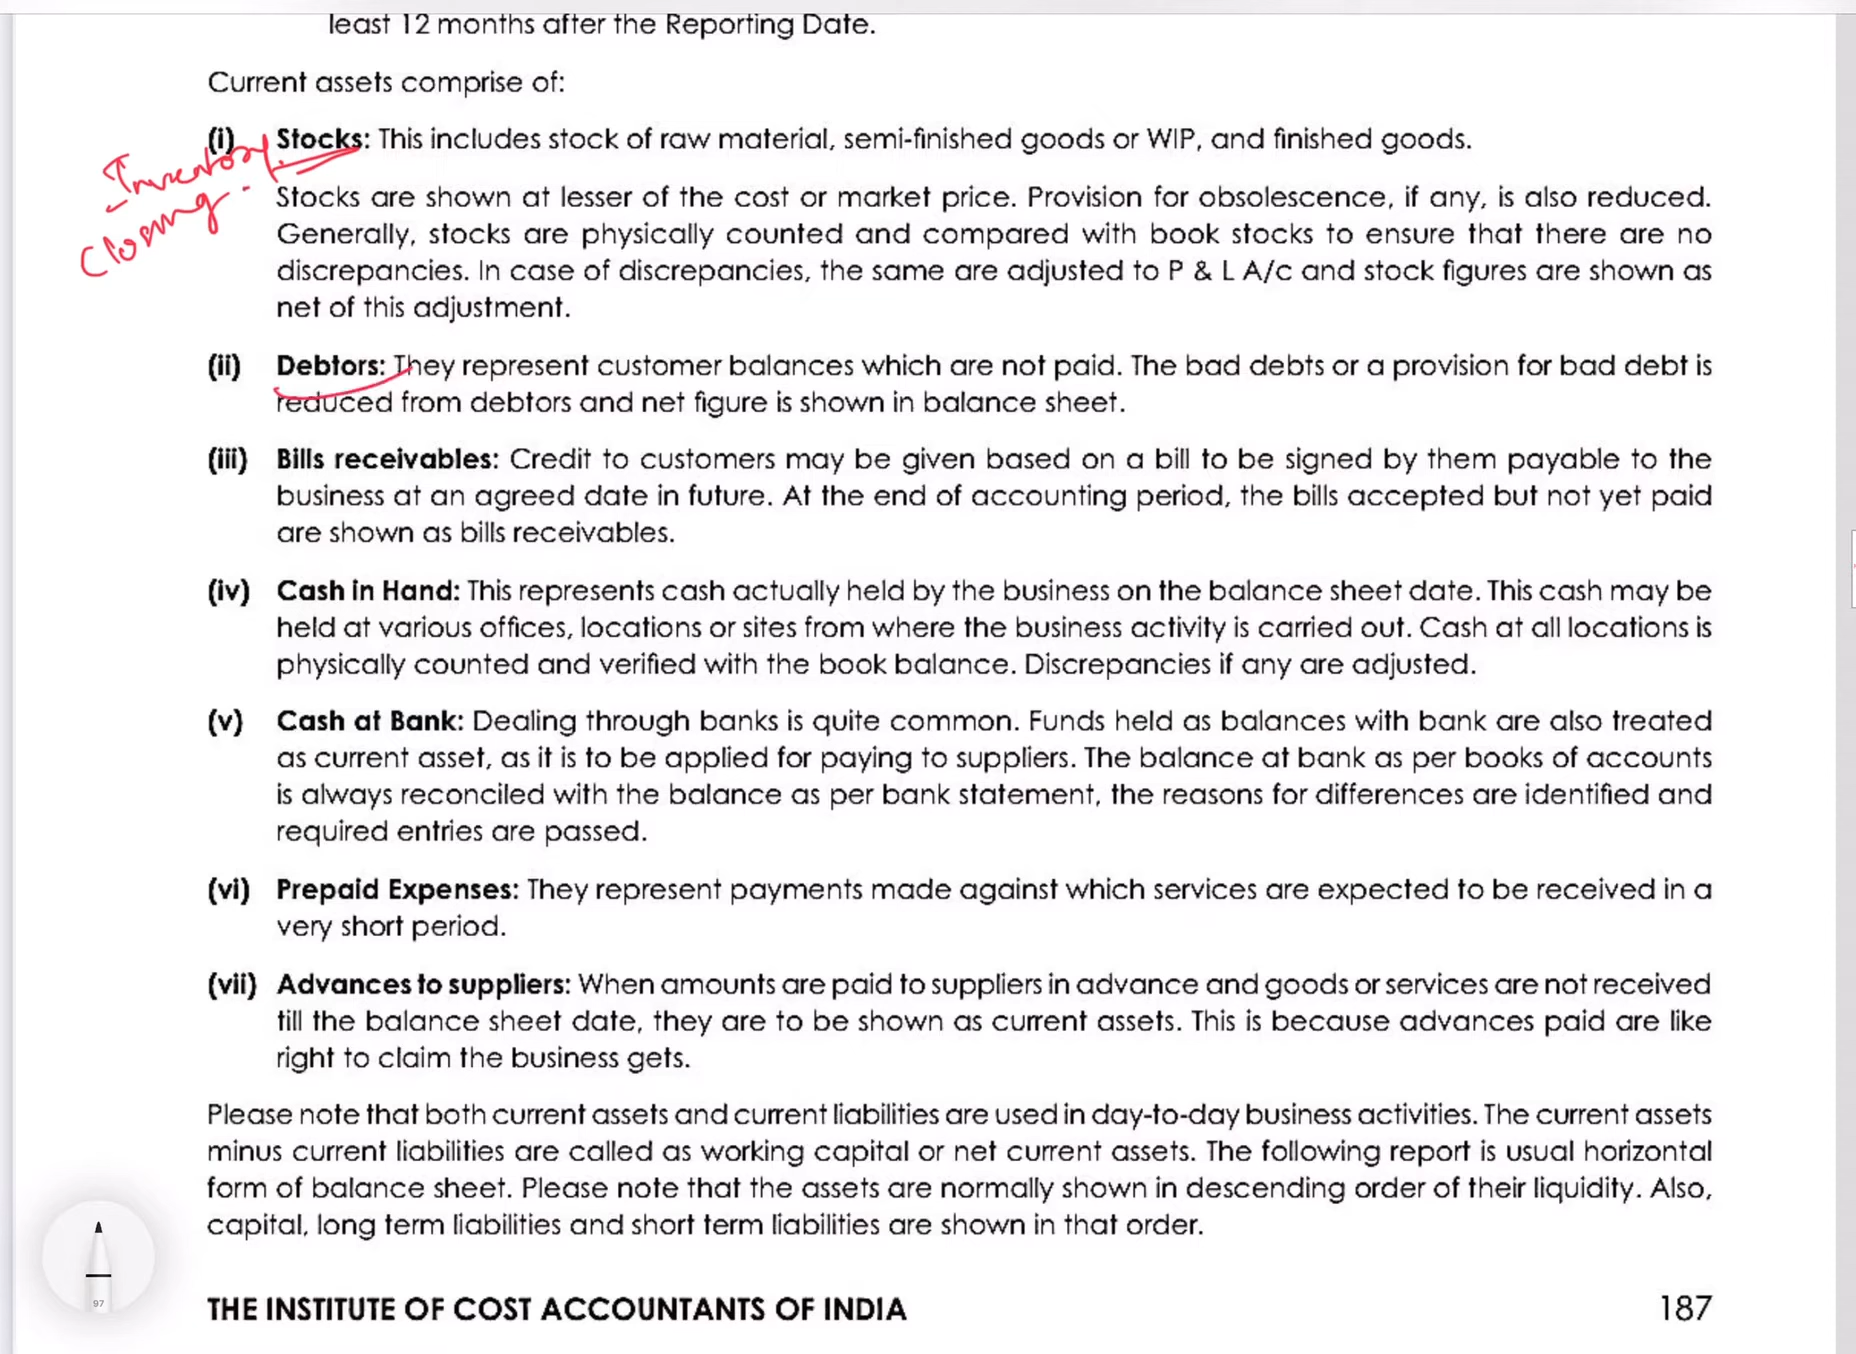 least 12 months after the Reporting Date.
Current assets comprise of:
(i) Stocks: This includes stock of raw material, semi-finished goods or WIP, and finished goods.
Inventory.
Closing
Stocks are shown at lesser of the cost or market price. Provision for obsolescence, if any, is also reduced.
Generally, stocks are physically counted and compared with book stocks to ensure that there are no
discrepancies. In case of discrepancies, the same are adjusted to P & L A/c and stock figures are shown as
net of this adjustment.
(ii) Debtors: They represent customer balances which are not paid. The bad debts or a provision for bad debt is
reduced from debtors and net figure is shown in balance sheet.
(iii) Bills receivables: Credit to customers may be given based on a bill to be signed by them payable to the
business at an agreed date in future. At the end of accounting period, the bills accepted but not yet paid
are shown as bills receivables.
(iv) Cash in Hand: This represents cash actually held by the business on the balance sheet date. This cash may be
held at various offices, locations or sites from where the business activity is carried out. Cash at all locations is
physically counted and verified with the book balance. Discrepancies if any are adjusted.
(v) Cash at Bank: Dealing through banks is quite common. Funds held as balances with bank are also treated
as current asset, as it is to be applied for paying to suppliers. The balance at bank as per books of accounts
is always reconciled with the balance as per bank statement, the reasons for differences are identified and
required entries are passed.
(vi) Prepaid Expenses: They represent payments made against which services are expected to be received in a
very short period.
(vii) Advances to suppliers: When amounts are paid to suppliers in advance and goods or services are not received
till the balance sheet date, they are to be shown as current assets. This is because advances paid are like
right to claim the business gets.
Please note that both current assets and current liabilities are used in day-to-day business activities. The current assets
minus current liabilities are called as working capital or net current assets. The following report is usual horizontal
form of balance sheet. Please note that the assets are normally shown in descending order of their liquidity. Also,
capital, long term liabilities and short term liabilities are shown in that order.
97
THE INSTITUTE OF COST ACCOUNTANTS OF INDIA 187